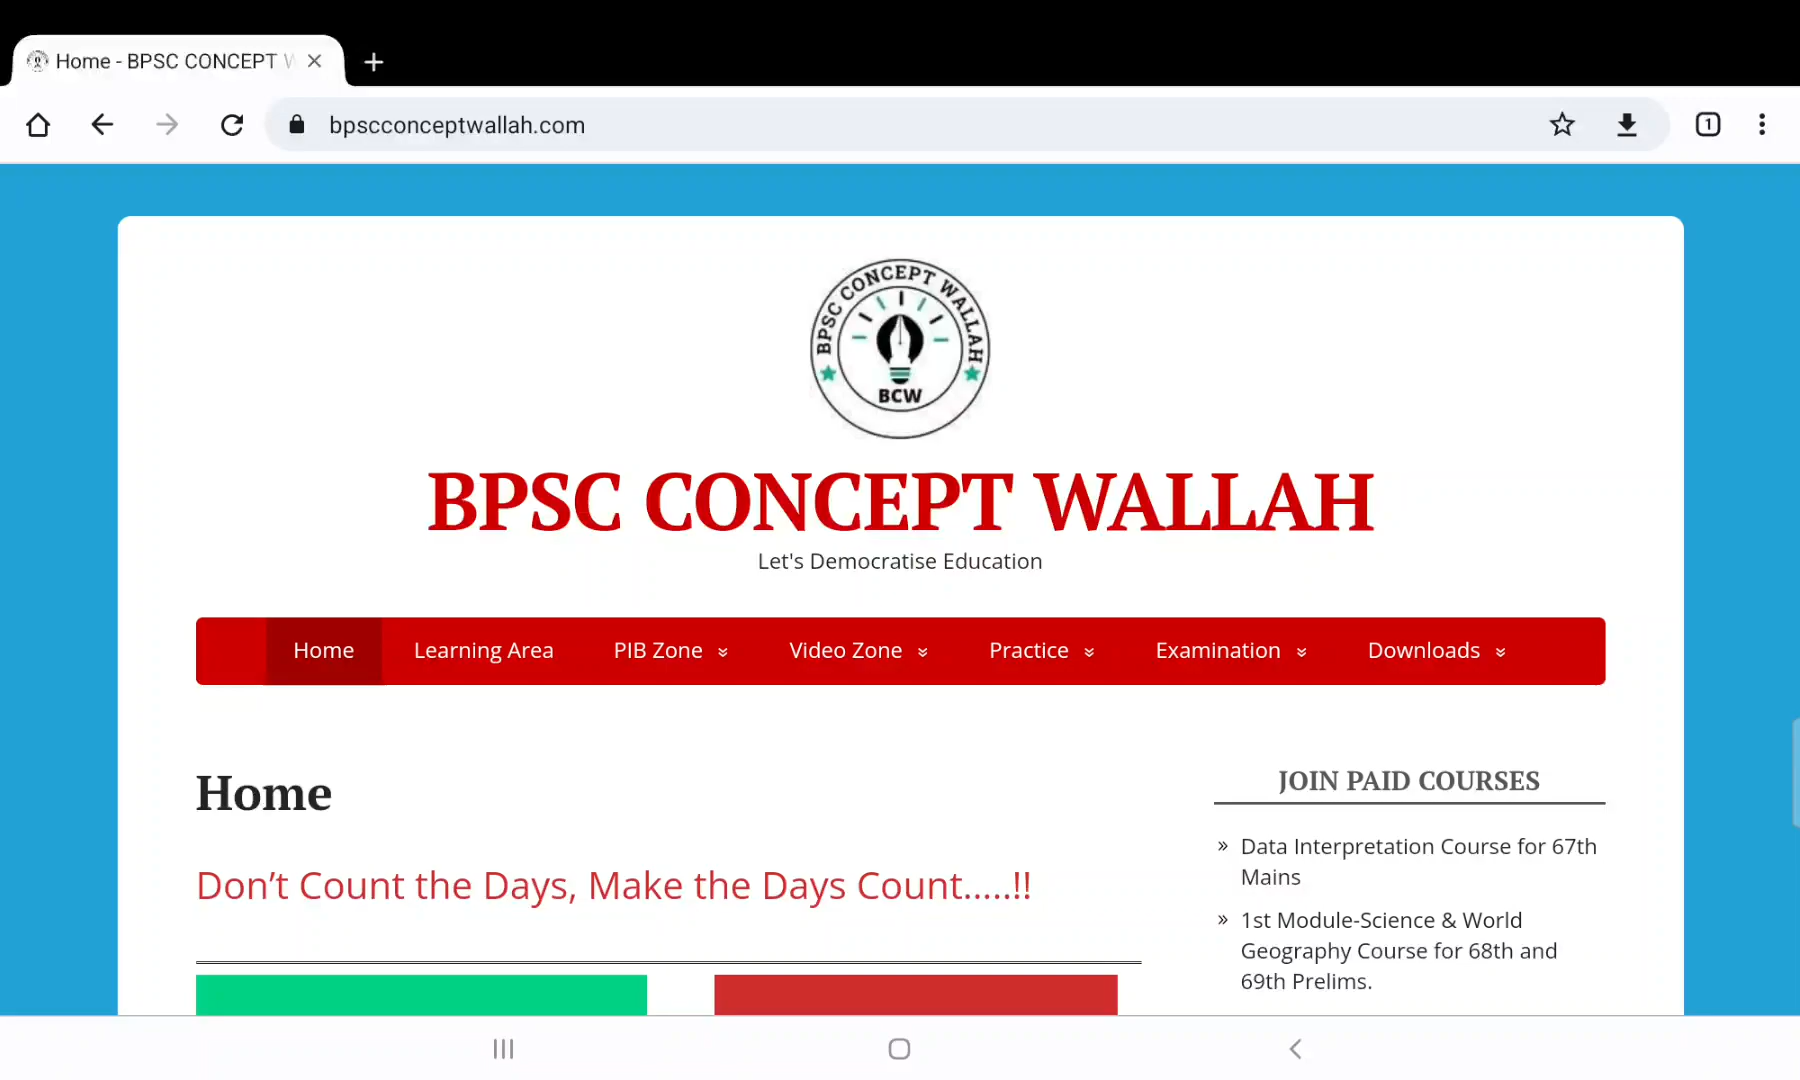 Home - BPSC CONCEPT W
bpscconceptwallah.com
1
BPSC CONCEPT WALLAH
BCW
BPSC CONCEPT WALLAH
Let's Democratise Education
Home Learning Area PIB Zone Video Zone Practice Examination Downloads
Home
Don’t Count the Days, Make the Days Count.....!!
JOIN PAID COURSES
» Data Interpretation Course for 67th
Mains
» 1st Module-Science & World
Geography Course for 68th and
69th Prelims.